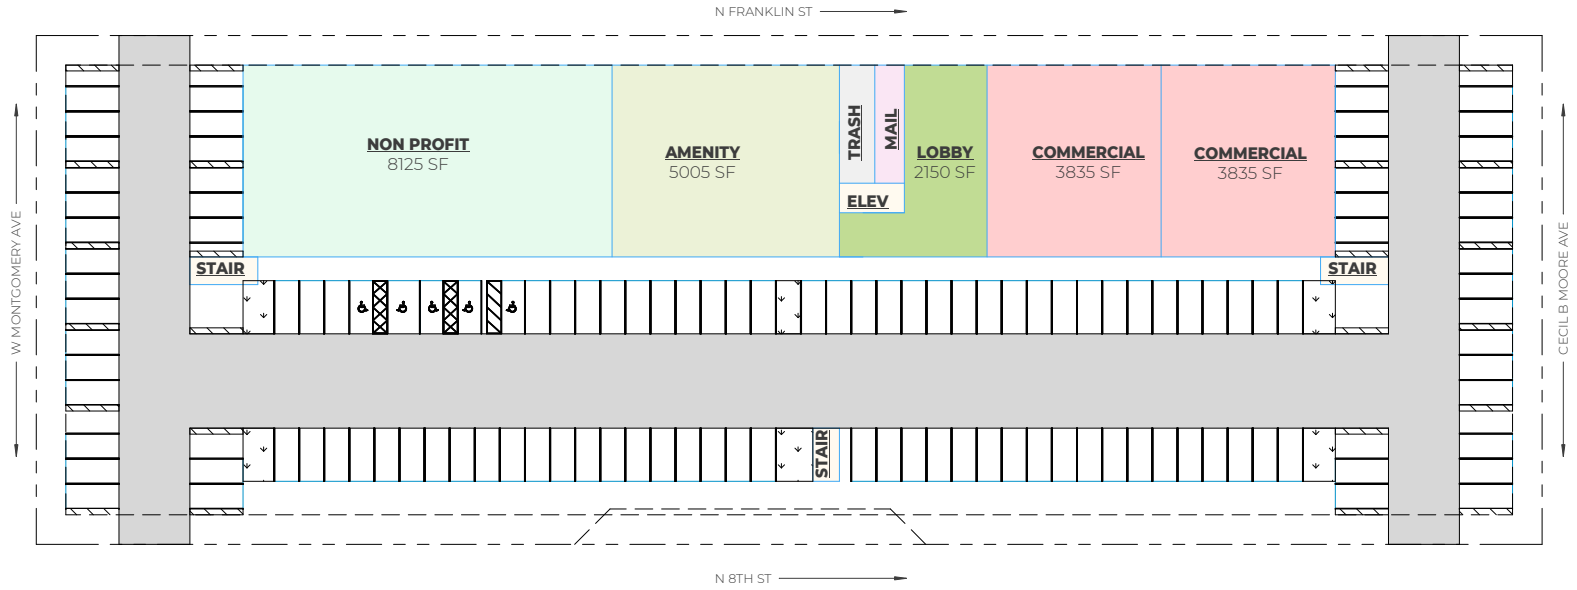 N FRANKLIN ST
W MONTGOMERY AVE
NON PROFIT
8125 SF
AMENITY
5005 SF
TRASH
MAIL
ELEV
LOBBY
2150 SF
COMMERCIAL
3835 SF
COMMERCIAL
3835 SF
CECIL B MOORE AVE
STAIR
STAIR
STAIR
N 8TH ST